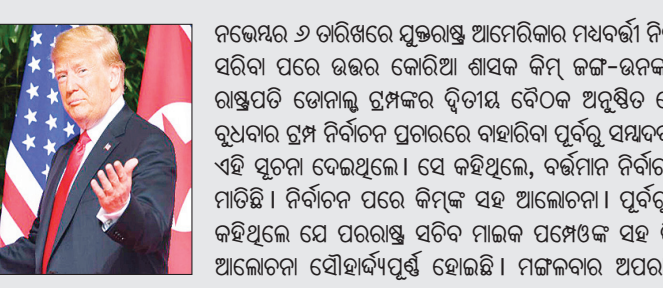 ନଭେମ୍ବର ୬ ତାରିଖରେ ଯୁକ୍ତରାଷ୍ଟ୍ର ଆମେରିକାର ମଧ୍ୟବର୍ତ୍ତୀ
ସରିବା ପରେ ଉତ୍ତର କୋରିଆ ଶାସକ କିମ୍ ଜଙ୍ଗ-ଉନଙ୍କ
ରାଷ୍ଟ୍ରପତି ଡୋନାଲ୍ଡ ଟ୍ରମ୍ପଙ୍କର ଦ୍ୱିତୀୟ ବୈଠକ ଅନୁଷ୍ଠିତ
ବୁଧବାର ଟ୍ରମ୍ପ ନିର୍ବାଚନ ପ୍ରଚାରରେ ବାହାରିବା ପୂର୍ବରୁ
ଏହି ସୂଚନା ଦେଇଥିଲେ। ସେ କହିଥିଲେ, ବର୍ତ୍ତମାନ
ମାତିଛି। ନିର୍ବାଚନ ପରେ କିମ୍‌ଙ୍କ ସହ ଆଲୋଚନା।
କହିଥିଲେ ଯେ ପରରାଷ୍ଟ୍ର ସଚିବ ମାଇକ ପମ୍ପେଓଙ୍କ ସହ
ଆଲୋଚନା ସୌହାର୍ଦ୍ଦ୍ୟପୂର୍ଣ୍ଣ ହୋଇଛି। ମଙ୍ଗଳବାର